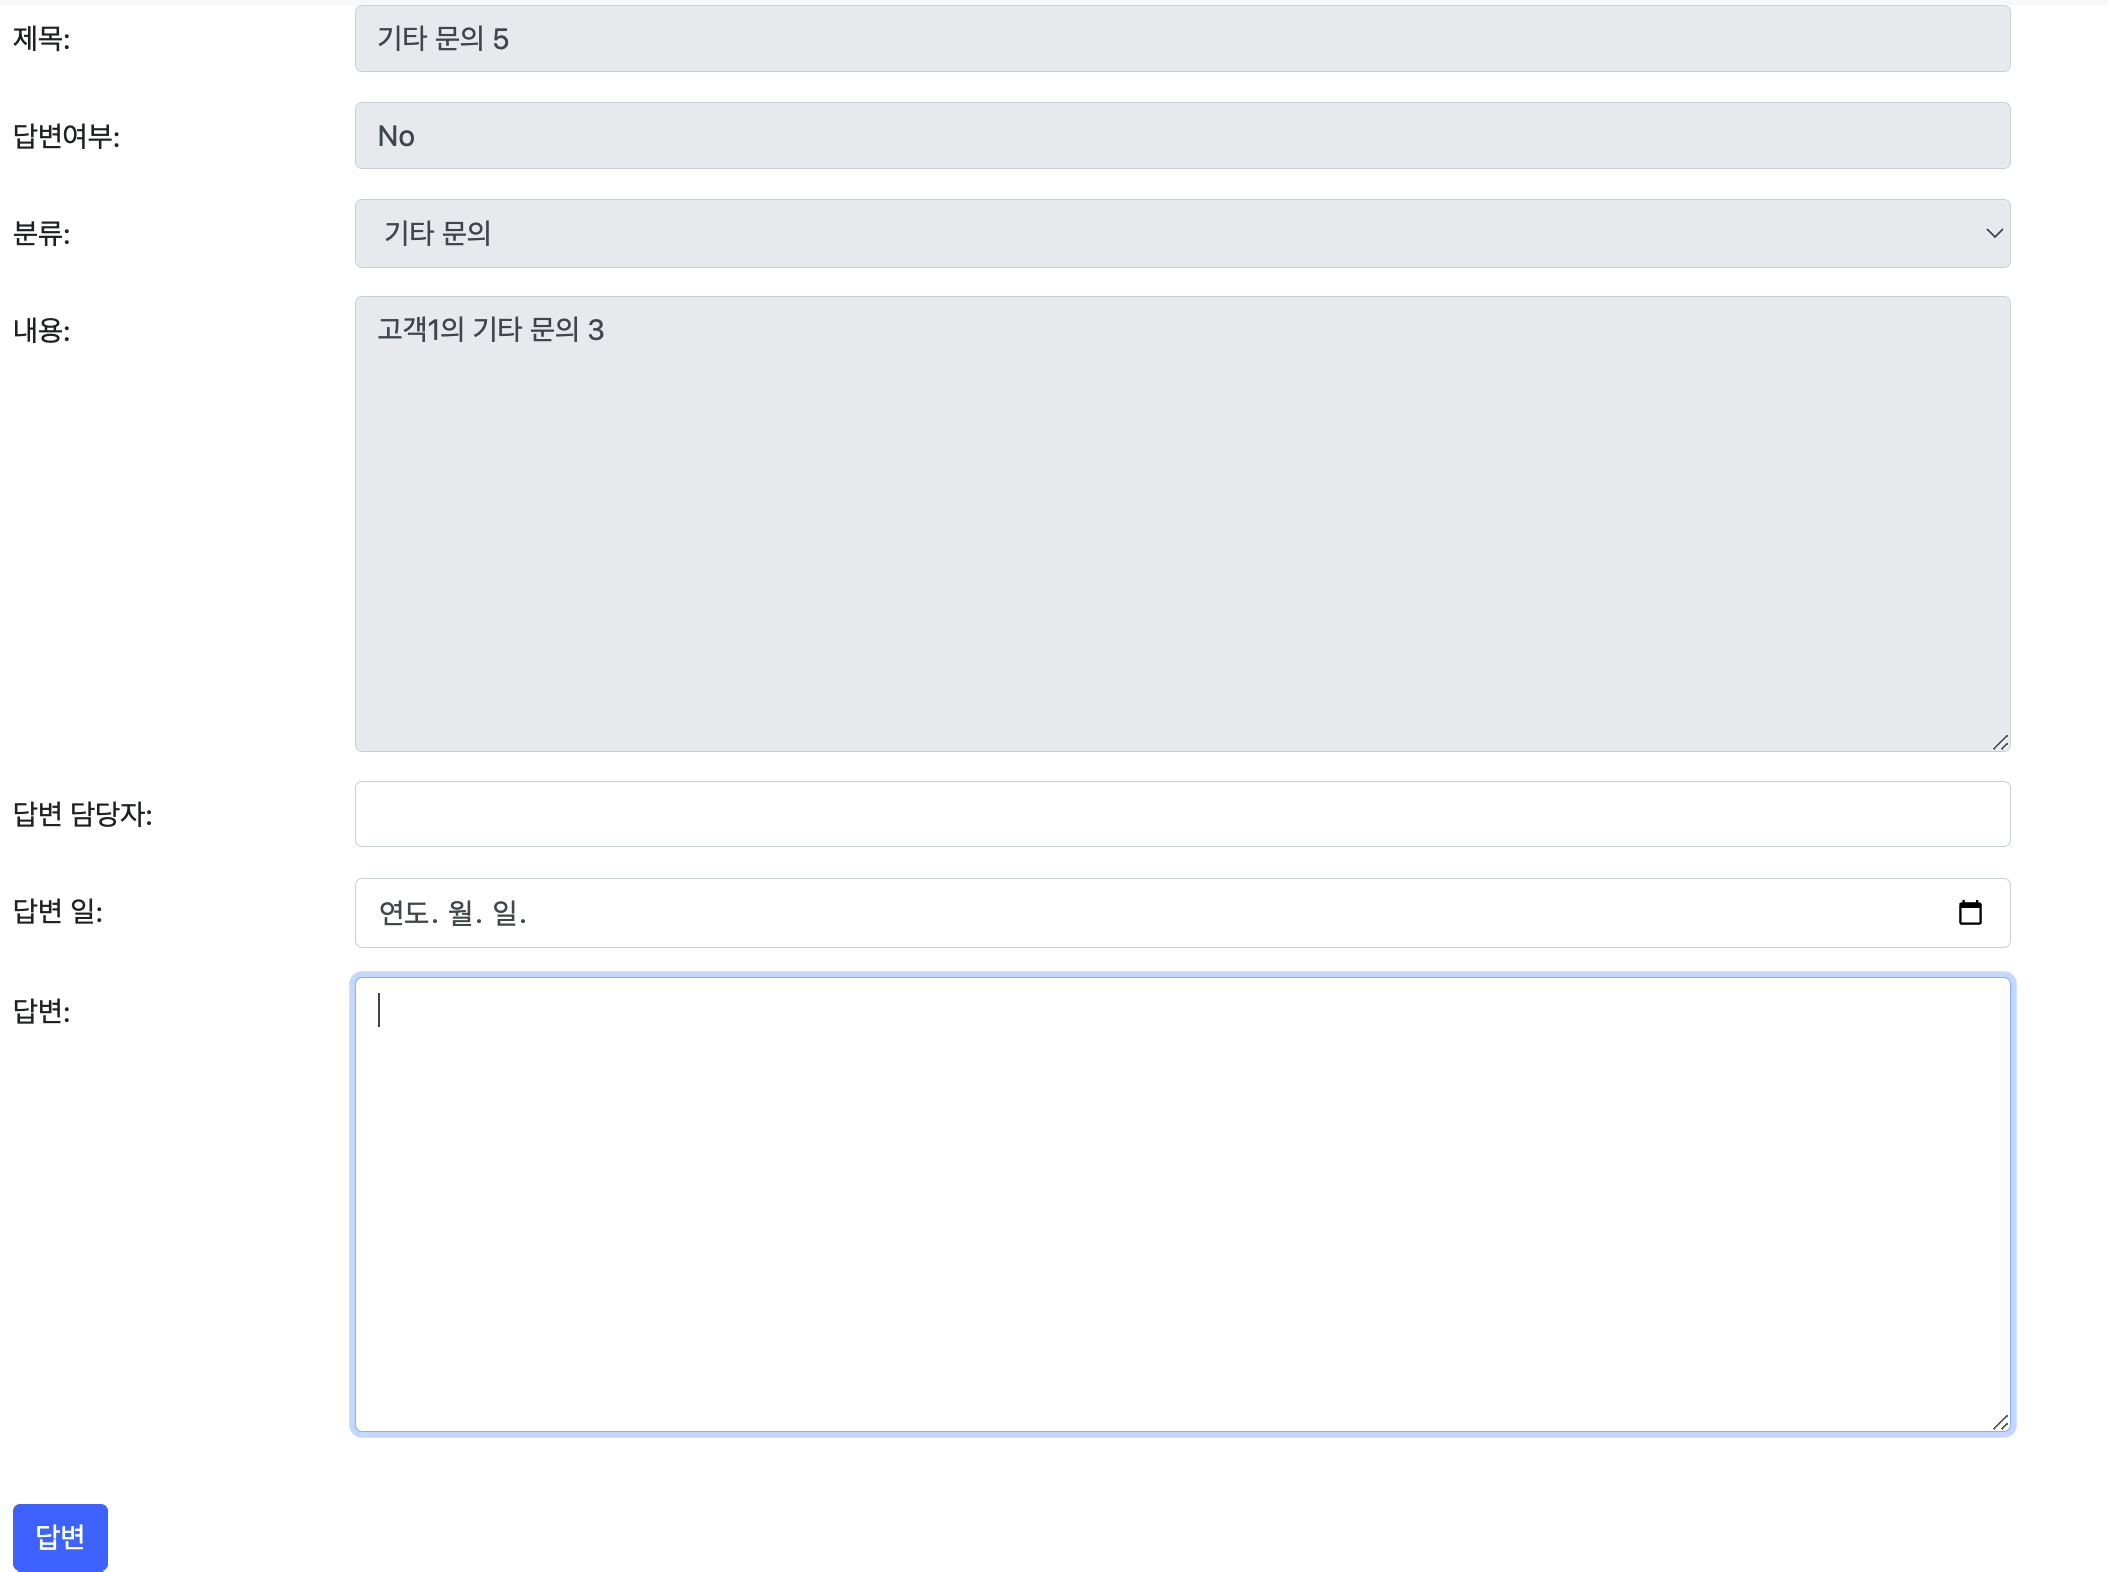 제목:
기타 문의 5
답변여부:
No
분류:
기타 문의
내용:
고객1의 기타 문의 3
답변 담당자:
답변 일:
연도. 월. 일.
답변:
답변